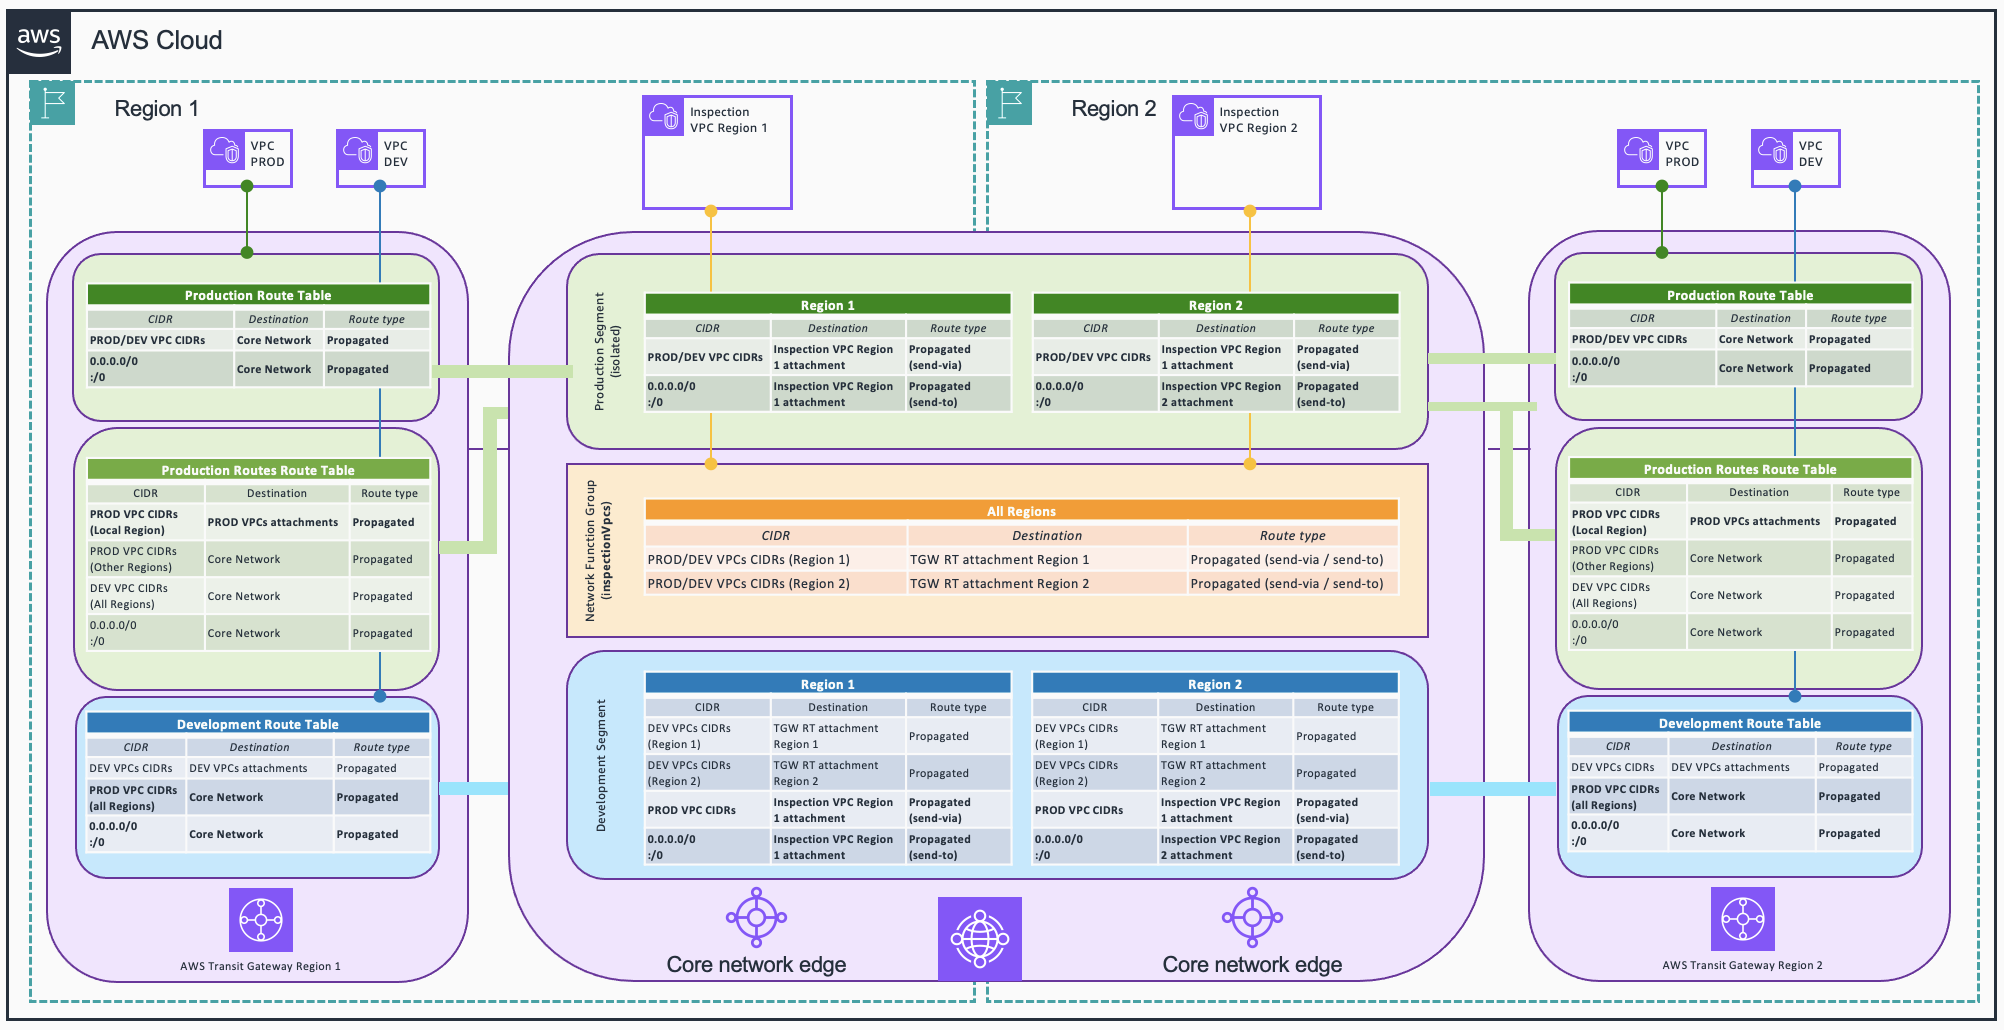 aws
AWS Cloud
Region 1
VPC
PROD
VPC
DEV
Inspection
VPC Region 1
Region 2
Inspection
VPC Region 2
VPC
PROD
VPC
DEV
Production Route Table
CIDR Destination Route type
PROD/DEV VPC CIDRs Core Network Propagated
0.0.0.0/0
:/0 Core Network Propagated
Production Routes Route Table
CIDR Destination Route type
PROD VPC CIDRs
(Local Region) PROD VPCs attachments Propagated
PROD VPC CIDRs
(Other Regions) Core Network Propagated
DEV VPC CIDRs
(All Regions) Core Network Propagated
0.0.0.0/0
:/0 Core Network Propagated
Development Route Table
CIDR Destination Route type
DEV VPCs CIDRs DEV VPCs attachments Propagated
PROD VPC CIDRs
(all Regions) Core Network Propagated
0.0.0.0/0
:/0 Core Network Propagated
AWS Transit Gateway Region 1
Production Segment
(isolated)
Region 1
CIDR Destination Route type
PROD/DEV VPC CIDRs Inspection VPC Region Propagated
1 attachment (send-via)
0.0.0.0/0 Inspection VPC Region Propagated
:/0 1 attachment (send-to)
Region 2
CIDR Destination Route type
PROD/DEV VPC CIDRs Inspection VPC Region Propagated
1 attachment (send-via)
0.0.0.0/0 Inspection VPC Region Propagated
:/0 2 attachment (send-to)
Network Function Group
(inspectionVpcs)
All Regions
CIDR Destination Route type
PROD/DEV VPCs CIDRs (Region 1) TGW RT attachment Region 1 Propagated (send-via / send-to)
PROD/DEV VPCs CIDRs (Region 2) TGW RT attachment Region 2 Propagated (send-via / send-to)
Development Segment
Region 1
CIDR Destination Route type
DEV VPCs CIDRs TGW RT attachment
(Region 1) Region 1 Propagated
DEV VPCs CIDRs TGW RT attachment
(Region 2) Region 2 Propagated
PROD VPC CIDRs Inspection VPC Region Propagated
1 attachment (send-via)
0.0.0.0/0 Inspection VPC Region Propagated
:/0 1 attachment (send-to)
Region 2
CIDR Destination Route type
DEV VPCs CIDRs TGW RT attachment
(Region 1) Region 1 Propagated
DEV VPCs CIDRs TGW RT attachment
(Region 2) Region 2 Propagated
PROD VPC CIDRs Inspection VPC Region Propagated
1 attachment (send-via)
0.0.0.0/0 Inspection VPC Region Propagated
:/0 2 attachment (send-to)
Core network edge
Core network edge
Production Route Table
CIDR Destination Route type
PROD/DEV VPC CIDRs Core Network Propagated
0.0.0.0/0
:/0 Core Network Propagated
Production Routes Route Table
CIDR Destination Route type
PROD VPC CIDRs
(Local Region) PROD VPCs attachments Propagated
PROD VPC CIDRs
(Other Regions) Core Network Propagated
DEV VPC CIDRs
(All Regions) Core Network Propagated
0.0.0.0/0
:/0 Core Network Propagated
Development Route Table
CIDR Destination Route type
DEV VPCs CIDRs DEV VPCs attachments Propagated
PROD VPC CIDRs
(all Regions) Core Network Propagated
0.0.0.0/0
:/0 Core Network Propagated
AWS Transit Gateway Region 2